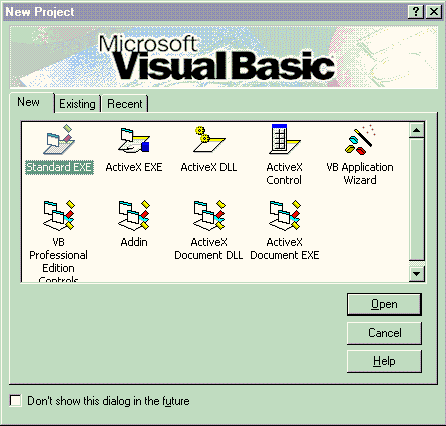 New Project
Microsoft
Visual Basic
New Existing Recent
Standard EXE ActiveX EXE ActiveX DLL ActiveX Control VB Application Wizard
VB Professional Edition Controls Addin ActiveX Document DLL ActiveX Document EXE
Open
Cancel
Help
Don't show this dialog in the future